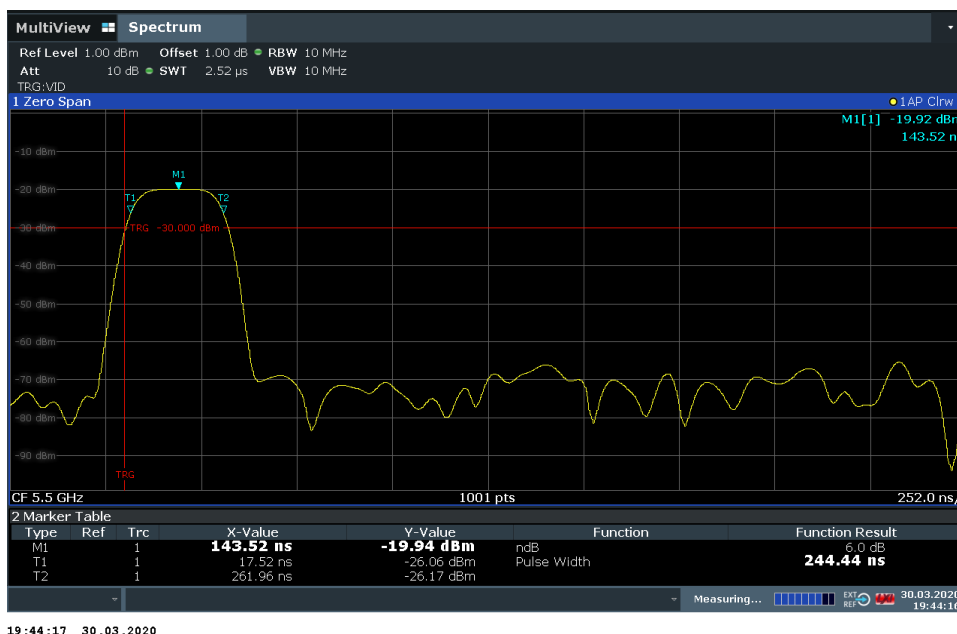 MultiView Spectrum
Ref Level 1.00 dBm Offset 1.00 dB RBW 10 MHz
Att 10 dB SWT 2.52 µs VBW 10 MHz
TRG:VID
1 Zero Span 1AP Clrw
M1[1] -19.92 dBm
143.52 n
-10 dBm
M1
-20 dBm
T1 T2
-30 dBm TRG -30.000 dBm
-40 dBm
-50 dBm
-60 dBm
-70 dBm
-80 dBm
-90 dBm
TRG
CF 5.5 GHz 1001 pts 252.0 ns/
2 Marker Table
Type Ref Trc X-Value Y-Value Function Function Result
M1 1 143.52 ns -19.94 dBm ndB 6.0 dB
T1 1 17.52 ns -26.06 dBm Pulse Width 244.44 ns
T2 1 261.96 ns -26.17 dBm
Measuring... EXT REF 30.03.2020
19:44:16
19:44:17 30.03.2020